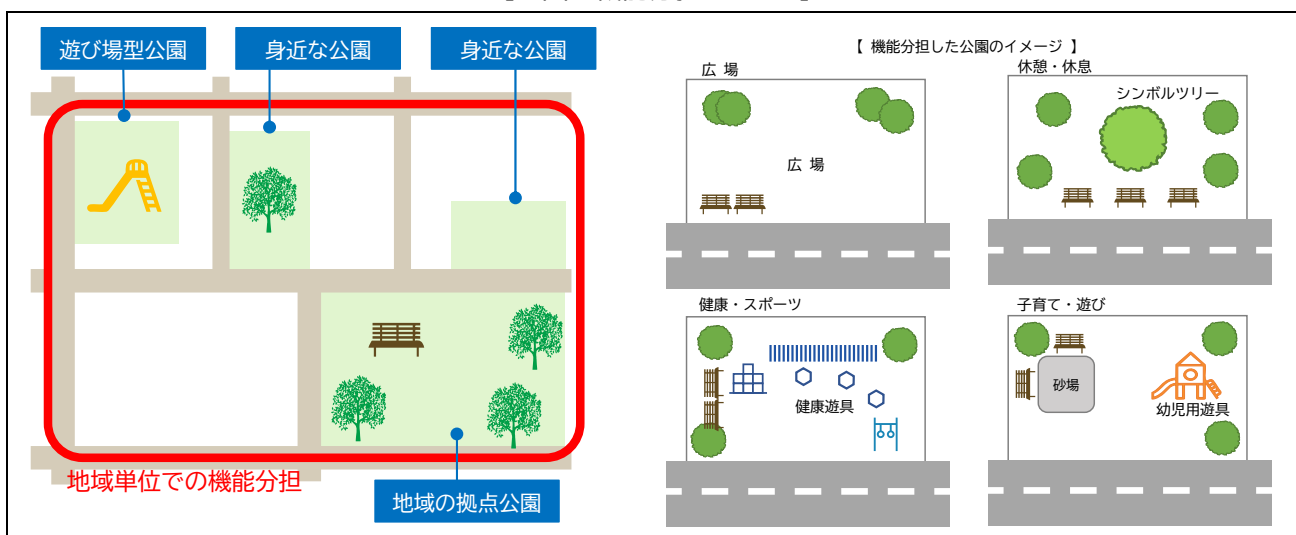 遊び場型公園
身近な公園
身近な公園
地域単位での機能分担
地域の拠点公園
【 機能分担した公園のイメージ 】
広 場
広 場
休憩・休息
シンボルツリー
健康・スポーツ
健康遊具
子育て・遊び
砂場
幼児用遊具